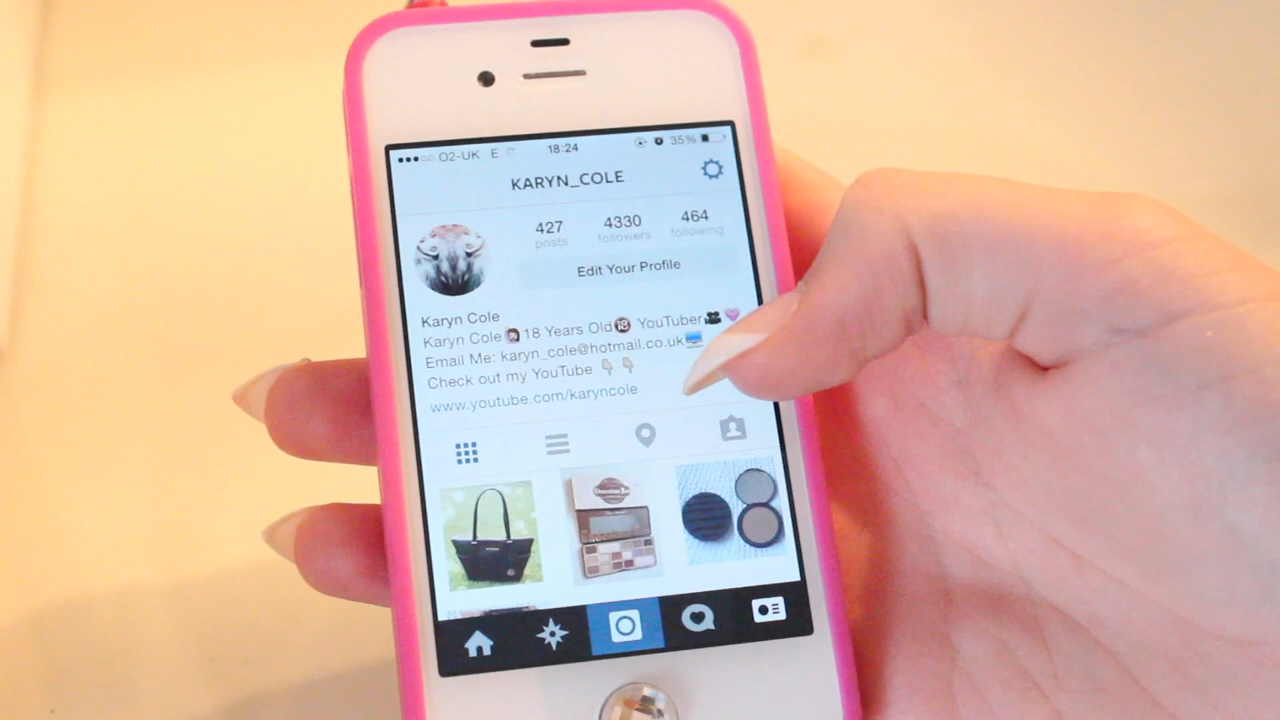 O2-UK E 18:24 35%
KARYN_COLE
427 4330 464
posts followers following
Edit Your Profile
Karyn Cole
Karyn Cole 18 Years Old 🔞 YouTuber
Email Me: karyn_cole@hotmail.co.uk
Check out my YouTube
www.youtube.com/karyncole